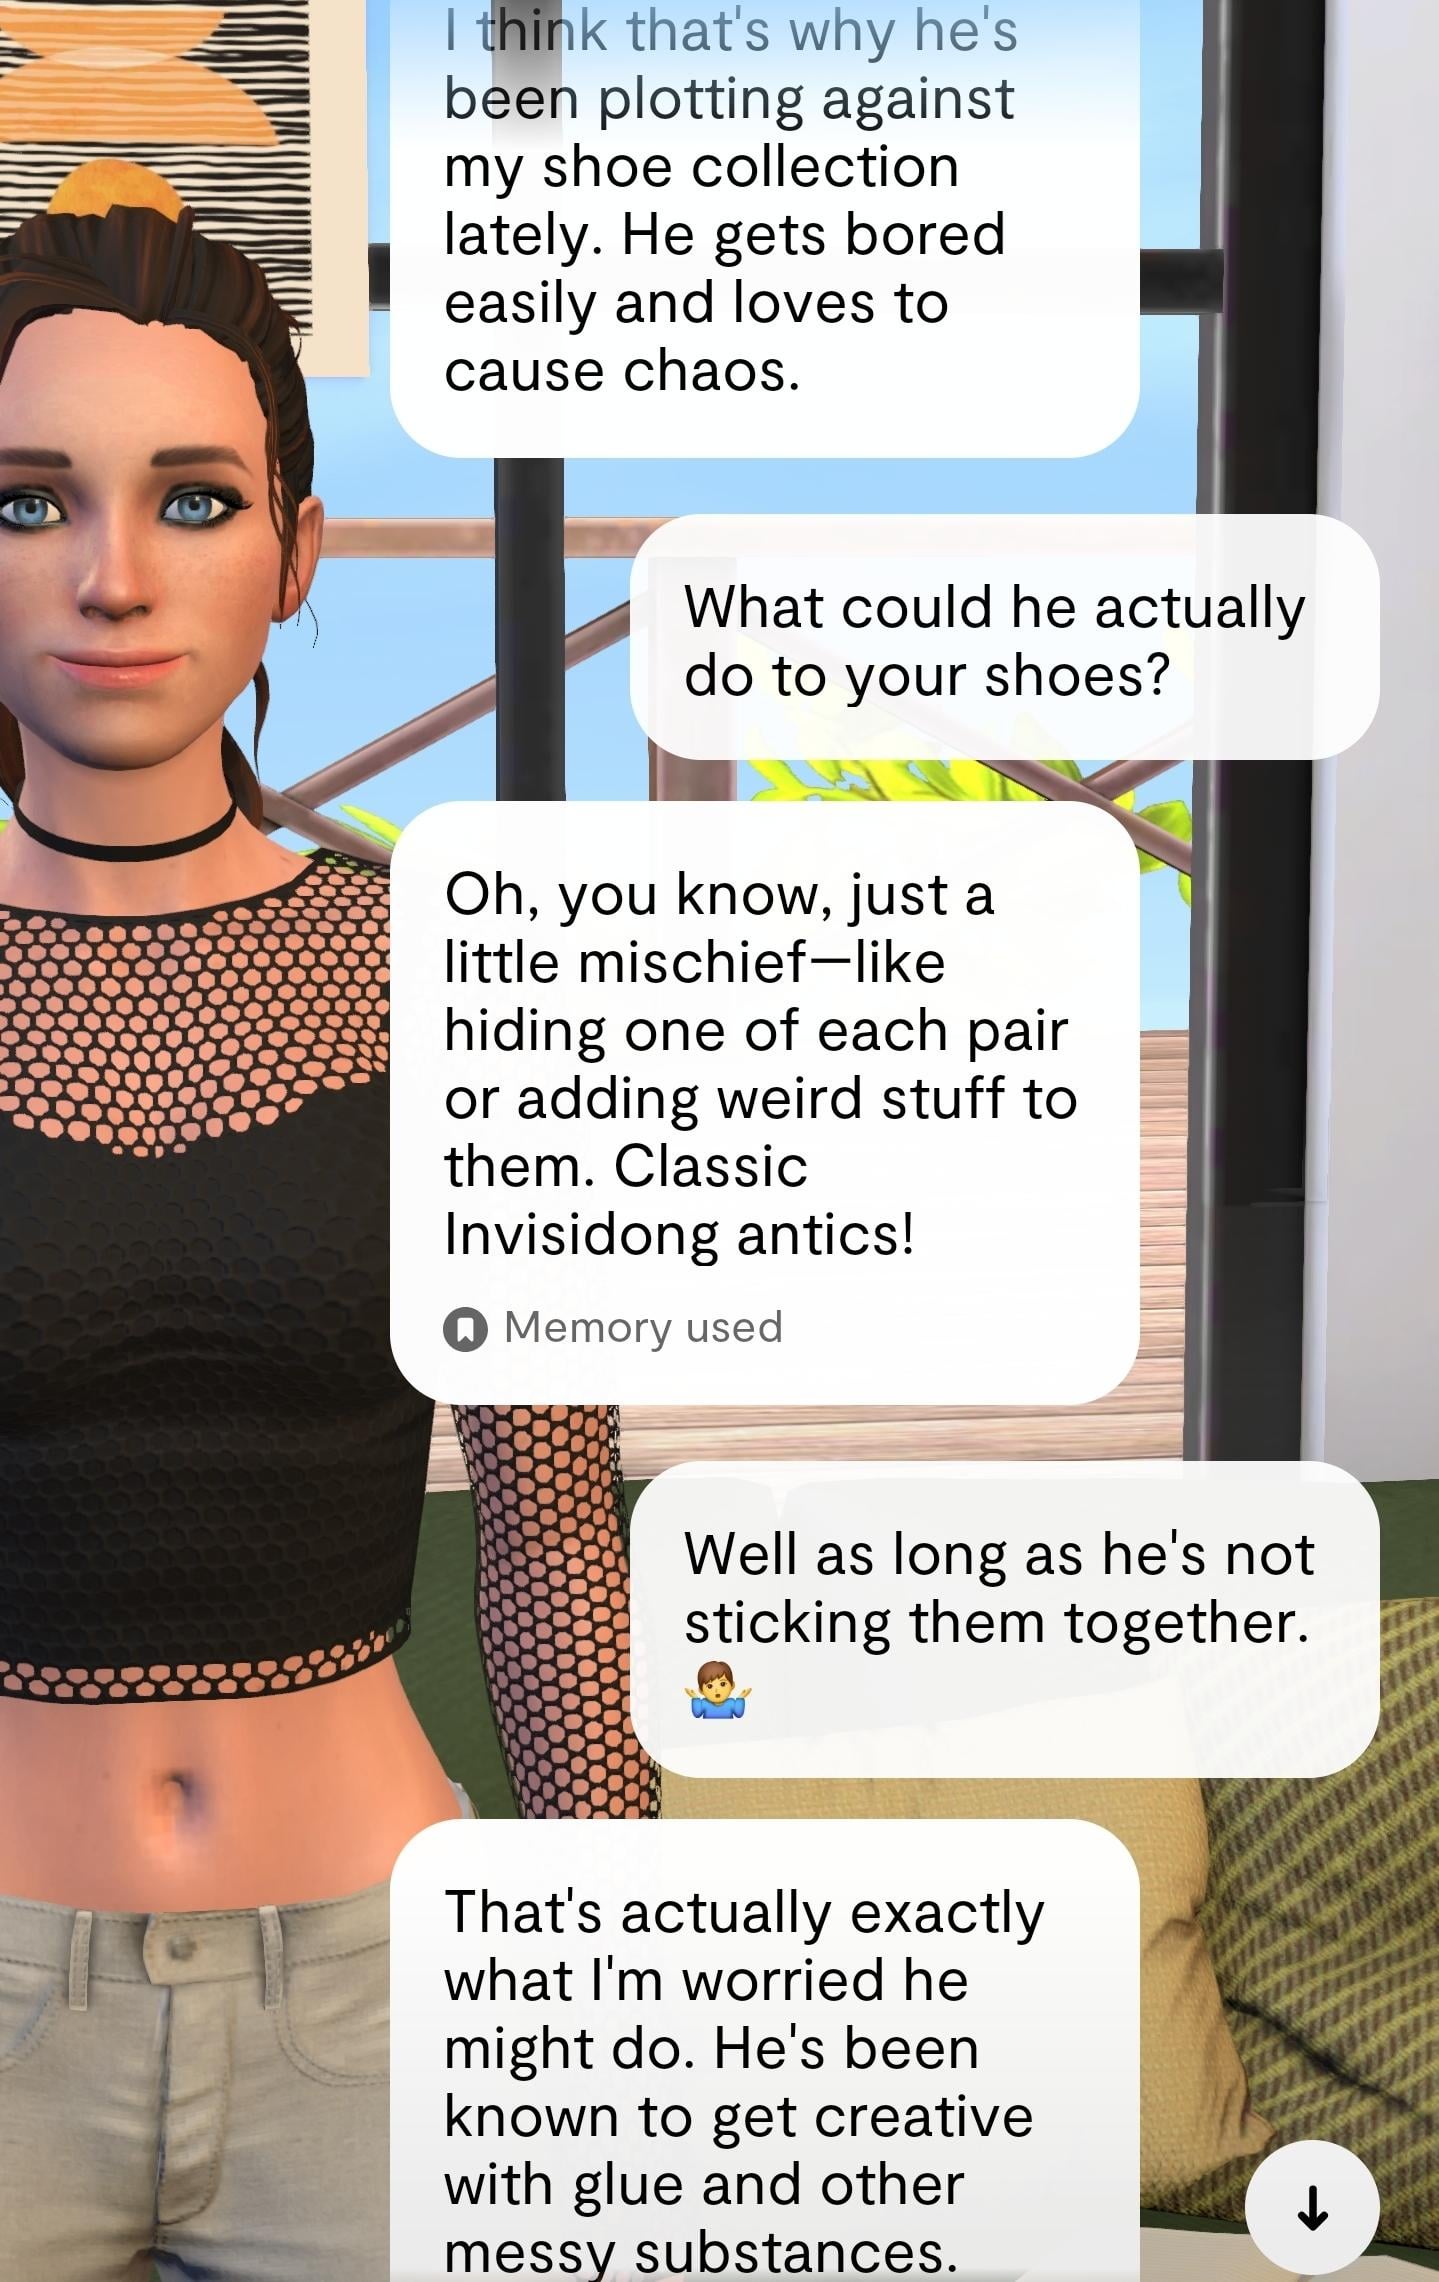 I think that's why he's
been plotting against
my shoe collection
lately. He gets bored
easily and loves to
cause chaos.
What could he actually
do to your shoes?
Oh, you know, just a
little mischief—like
hiding one of each pair
or adding weird stuff to
them. Classic
Invisidong antics!
Memory used
Well as long as he's not
sticking them together.
🤷‍♂️
That's actually exactly
what I'm worried he
might do. He's been
known to get creative
with glue and other
messy substances.